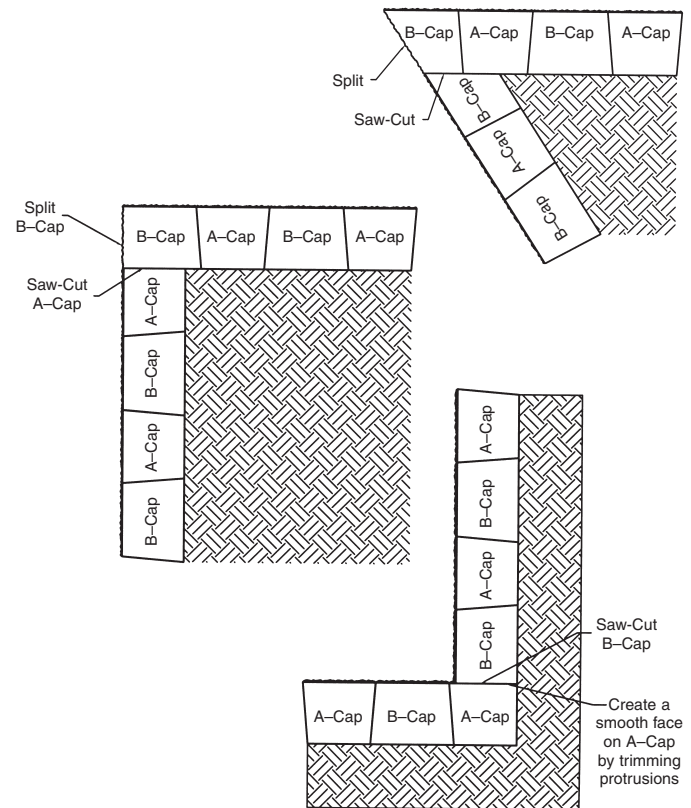 B–Cap A–Cap B–Cap A–Cap
Split
Saw-Cut
B–Cap
A–Cap
B–Cap
Split
B–Cap
B–Cap A–Cap B–Cap A–Cap
Saw-Cut
A–Cap
A–Cap
B–Cap
A–Cap
B–Cap
A–Cap
B–Cap
A–Cap
B–Cap
Saw-Cut
B–Cap
A–Cap B–Cap A–Cap
Create a
smooth face
on A–Cap
by trimming
protrusions